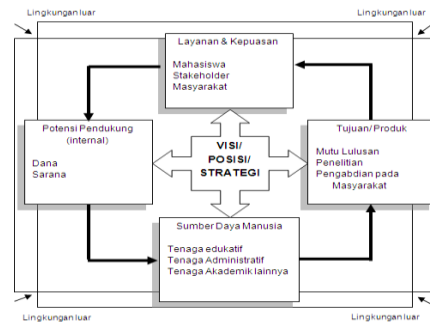 Lingkungan luar
Lingkungan luar
Layanan & Kepuasan
Mahasiswa
Stakeholder
Masyarakat
Potensi Pendukung
(internal)
Dana
Sarana
VISI/
POSISI/
STRATEGI
Tujuan/ Produk
Mutu Lulusan
Penelitian
Pengabdian pada
Masyarakat
Sumber Daya Manusia
Tenaga edukatif
Tenaga Administratif
Tenaga Akademik lainnya
Lingkungan luar
Lingkungan luar